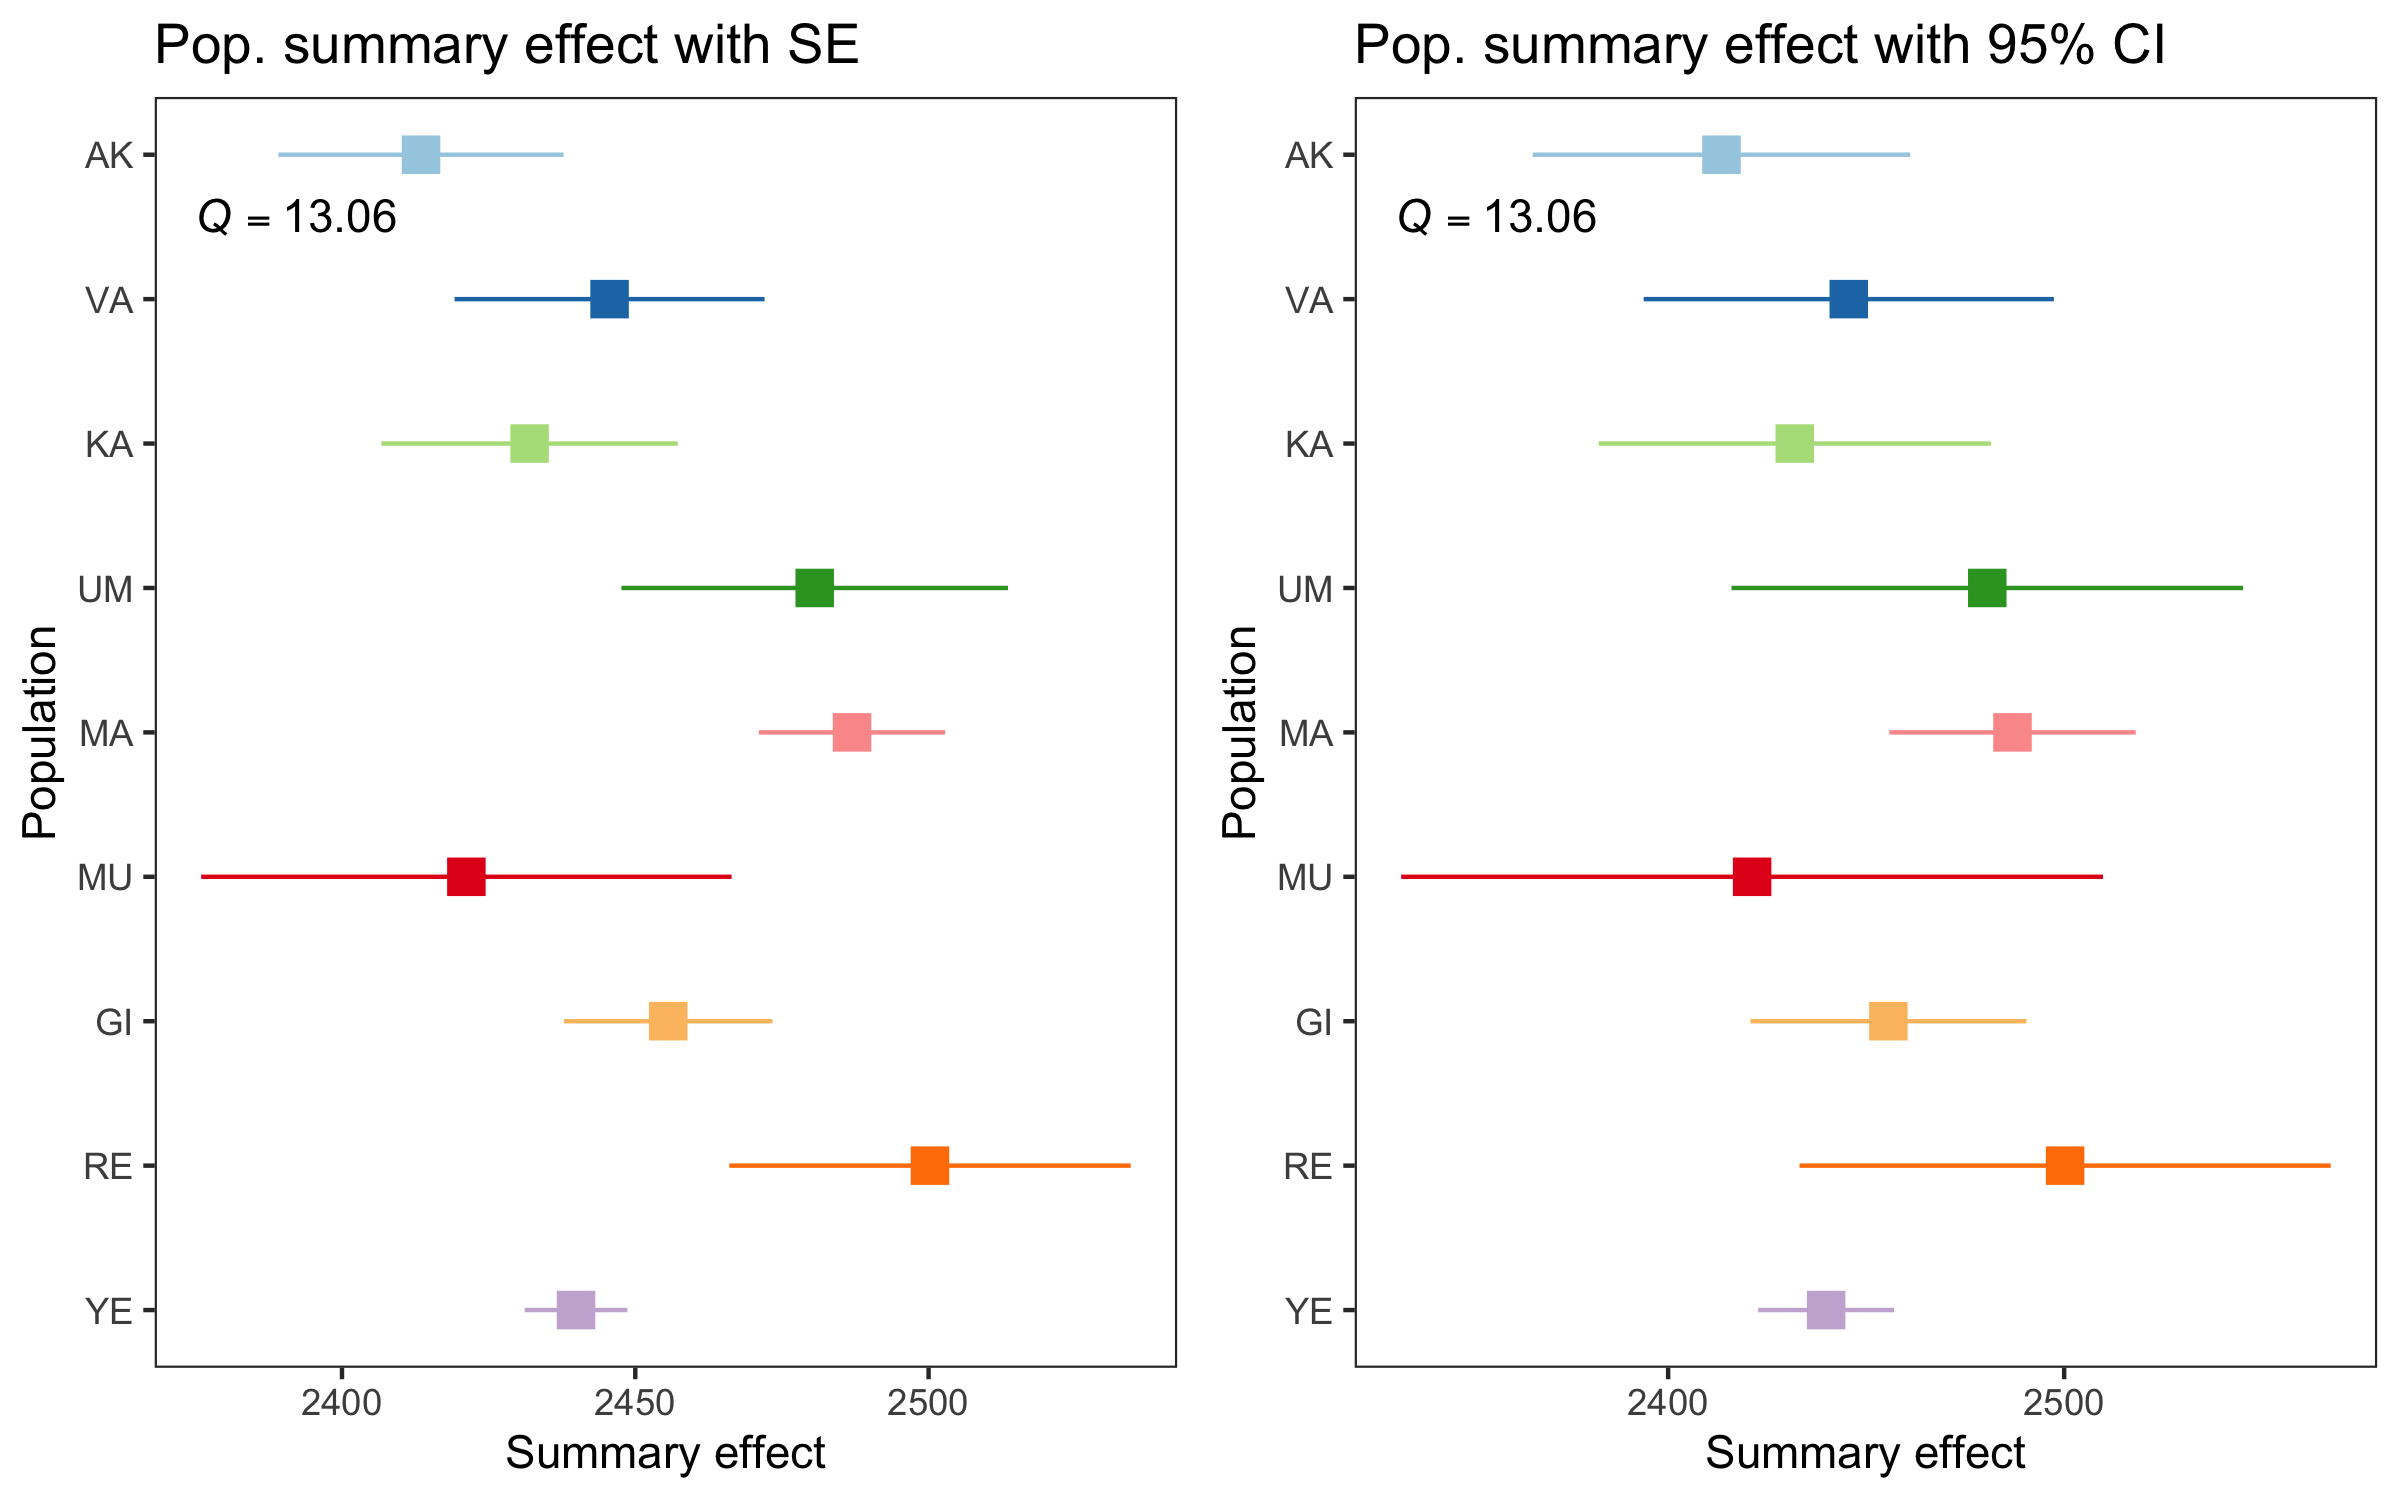 Pop. summary effect with SE
AK
Q = 13.06
VA
KA
UM
MA
MU
GI
RE
YE
Population
2400 2450 2500
Summary effect
Pop. summary effect with 95% CI
AK
Q = 13.06
VA
KA
UM
MA
MU
GI
RE
YE
Population
2400 2500
Summary effect